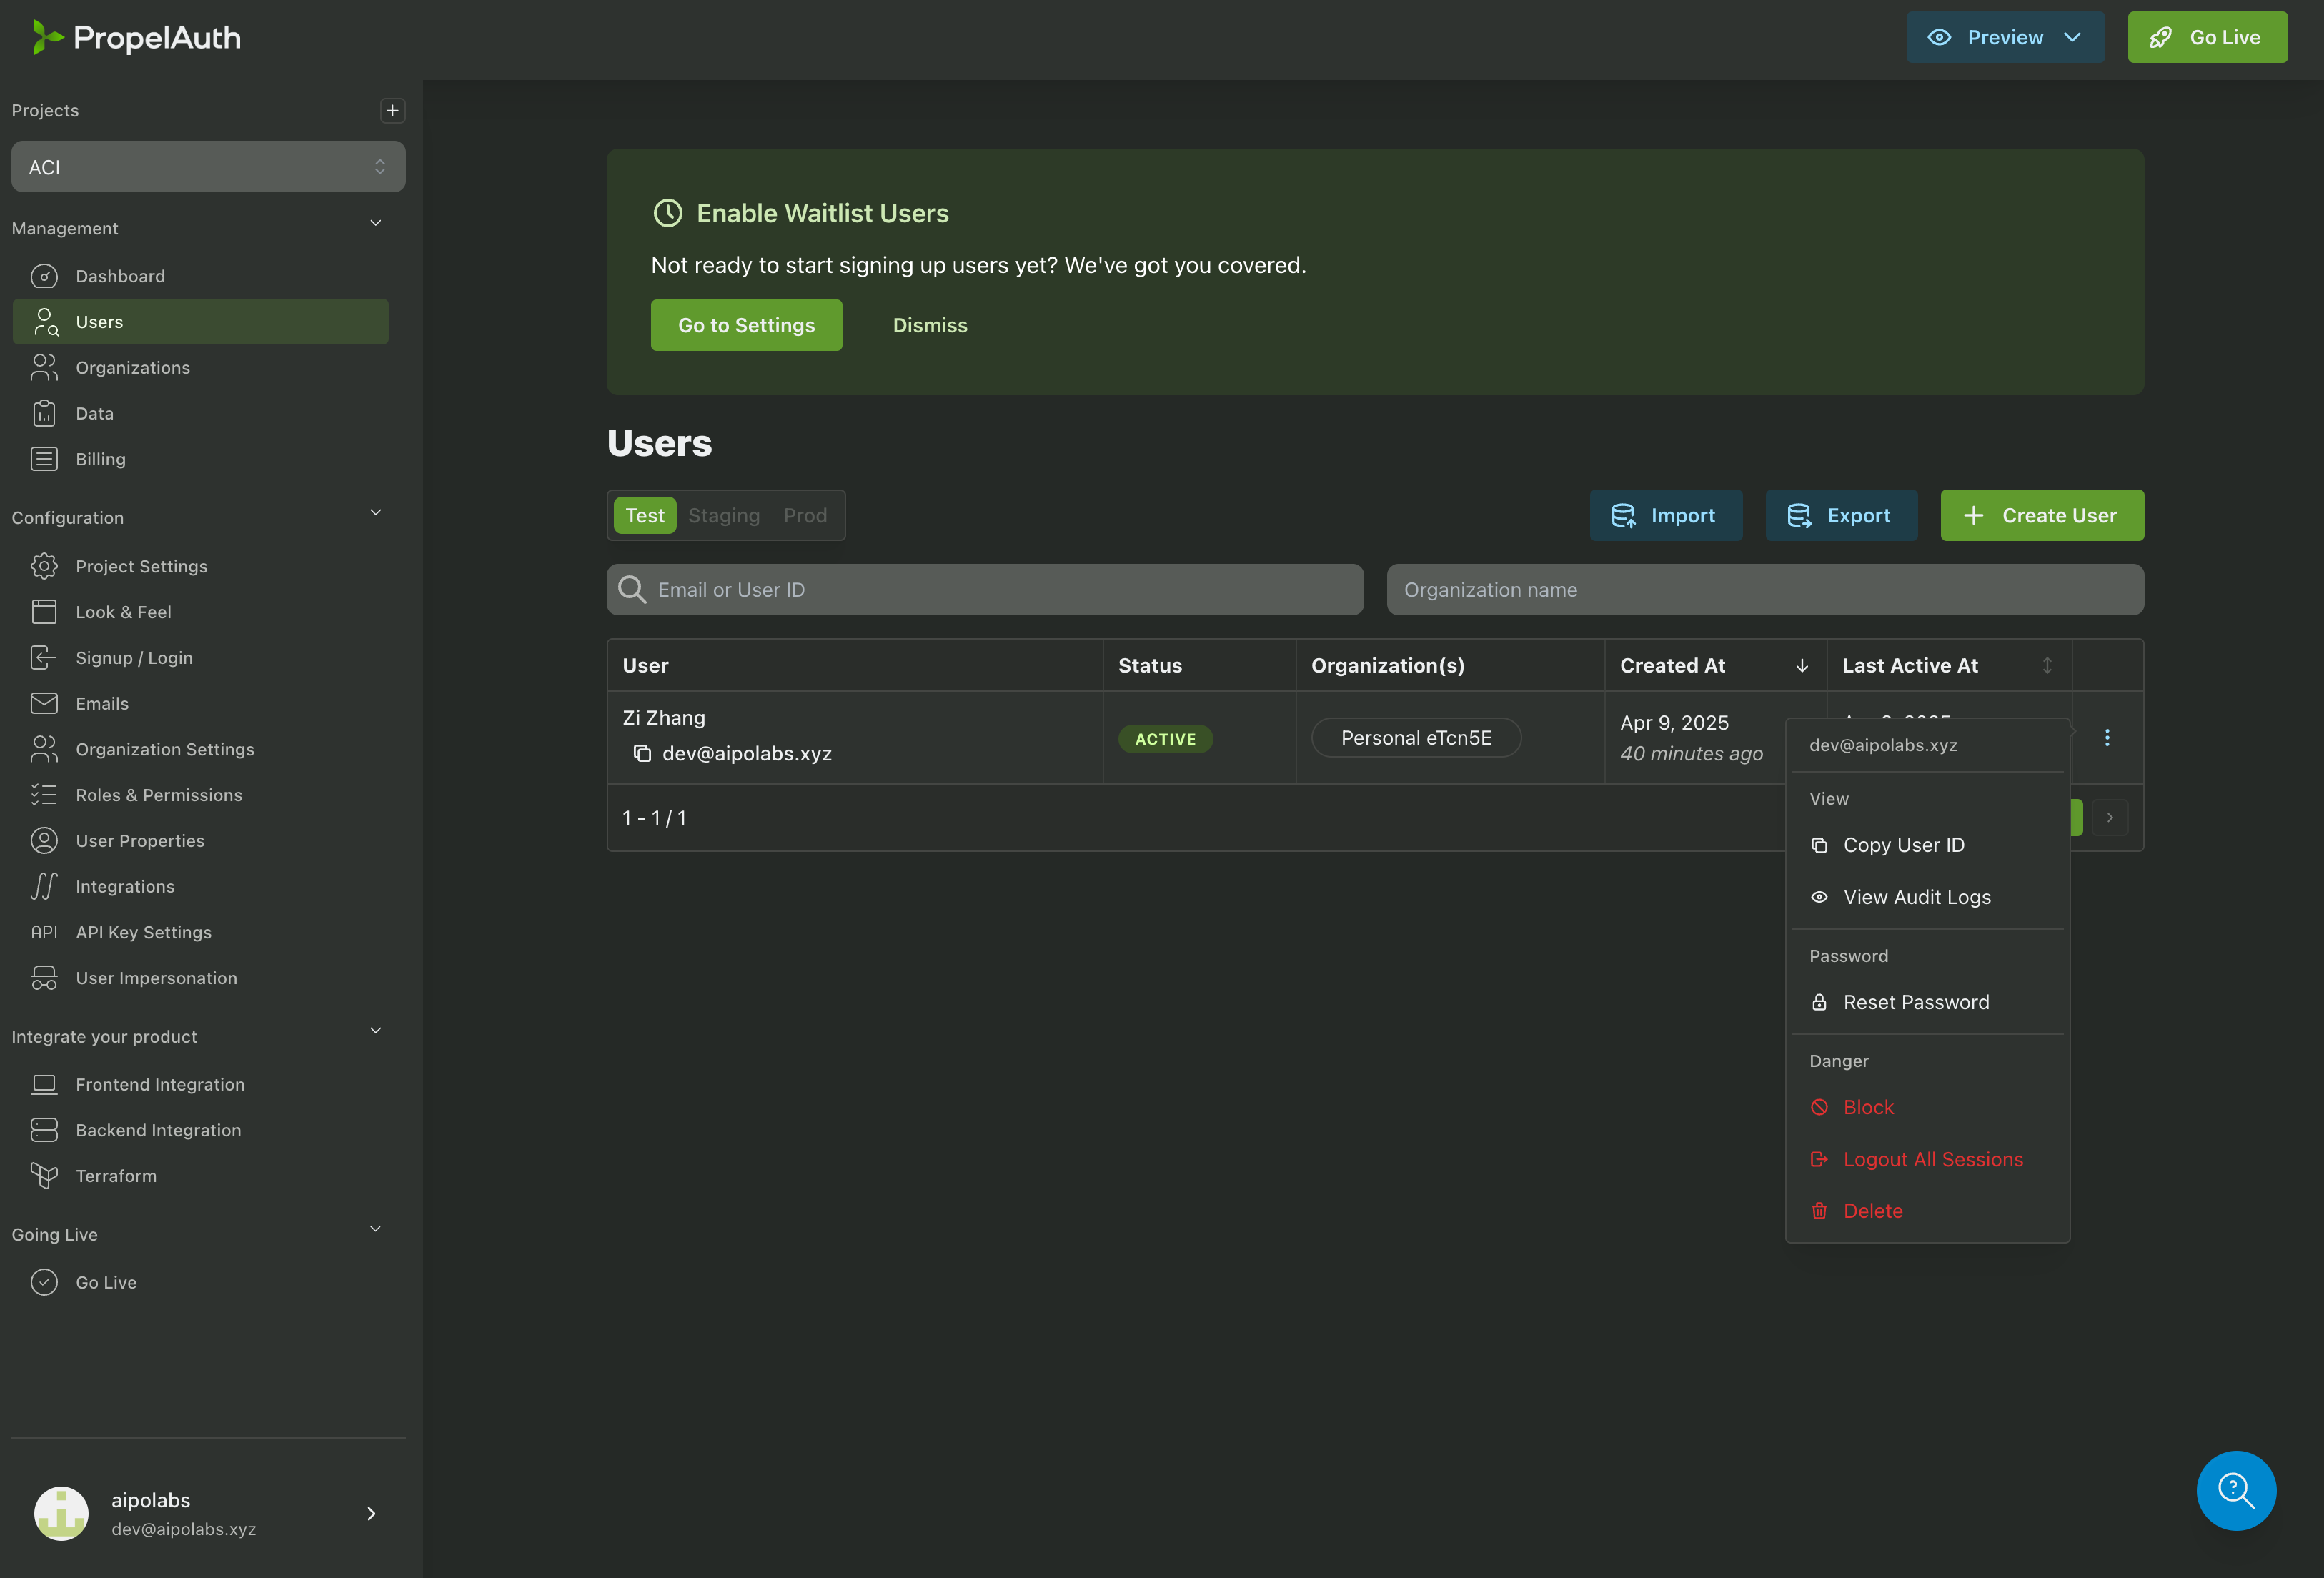 PropelAuth
Preview
Go Live
Projects
ACI
Management
Dashboard
Users
Organizations
Data
Billing
Configuration
Project Settings
Look & Feel
Signup / Login
Emails
Organization Settings
Roles & Permissions
User Properties
Integrations
API API Key Settings
User Impersonation
Integrate your product
Frontend Integration
Backend Integration
Terraform
Going Live
Go Live
aipolabs
dev@aipolabs.xyz
Enable Waitlist Users
Not ready to start signing up users yet? We've got you covered.
Go to Settings Dismiss
Users
Test Staging Prod
Import Export Create User
Email or User ID Organization name
User Status Organization(s) Created At Last Active At
Zi Zhang
dev@aipolabs.xyz
ACTIVE
Personal eTcn5E
Apr 9, 2025
40 minutes ago
1 - 1 / 1
dev@aipolabs.xyz
View
Copy User ID
View Audit Logs
Password
Reset Password
Danger
Block
Logout All Sessions
Delete